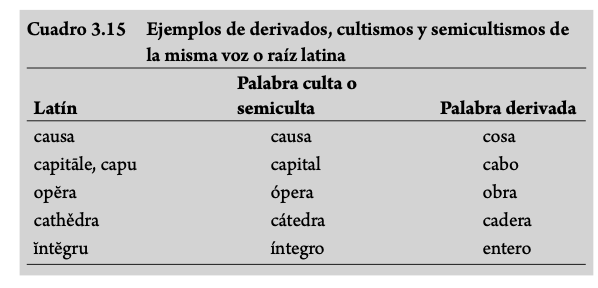 Cuadro 3.15 Ejemplos de derivados, cultismos y semicultismos de
la misma voz o raíz latina
Palabra culta o
Latín semiculta Palabra derivada
causa causa cosa
capitāle, capu capital cabo
opĕra ópera obra
cathĕdra cátedra cadera
ĭntĕgru íntegro entero